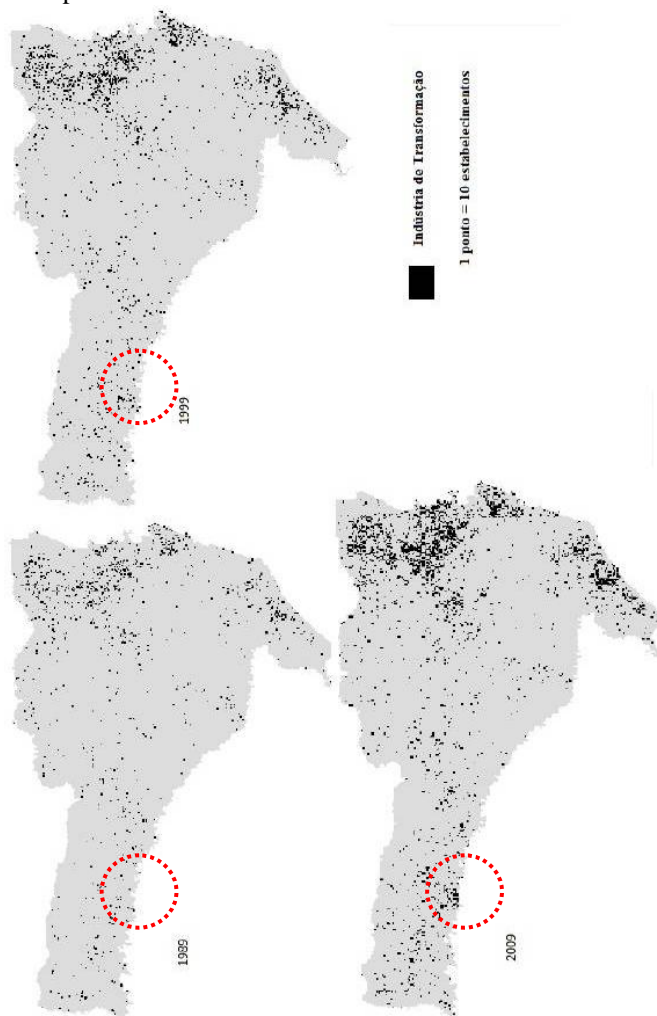 1989
1999
2009
Indústria de Transformação
1 ponto = 10 estabelecimentos